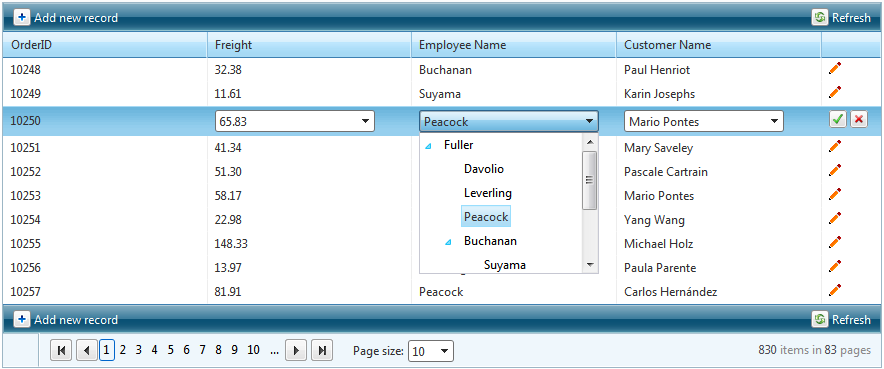 Add new record Refresh
OrderID Freight Employee Name Customer Name
10248 32.38 Buchanan Paul Henriot
10249 11.61 Suyama Karin Josephs
10250 65.83 Peacock Mario Pontes
10251 41.34 Fuller Mary Saveley
10252 51.30 Davolio Pascale Cartrain
10253 58.17 Leverling Mario Pontes
10254 22.98 Peacock Yang Wang
10255 148.33 Buchanan Michael Holz
10256 13.97 Suyama Paula Parente
10257 81.91 Peacock Carlos Hernández
Add new record Refresh
1 2 3 4 5 6 7 8 9 10 ... Page size: 10 830 items in 83 pages